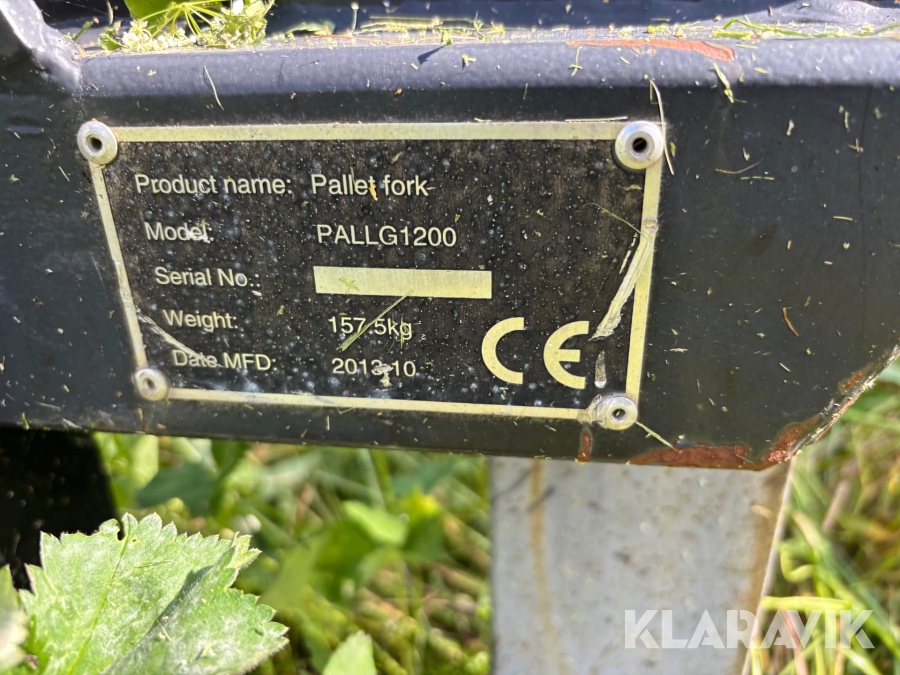 Product name: Pallet fork
Model: PALLG1200
Serial No.:
Weight: 157.5kg
Date MFD: 2013-10
CE
KLARAVIK